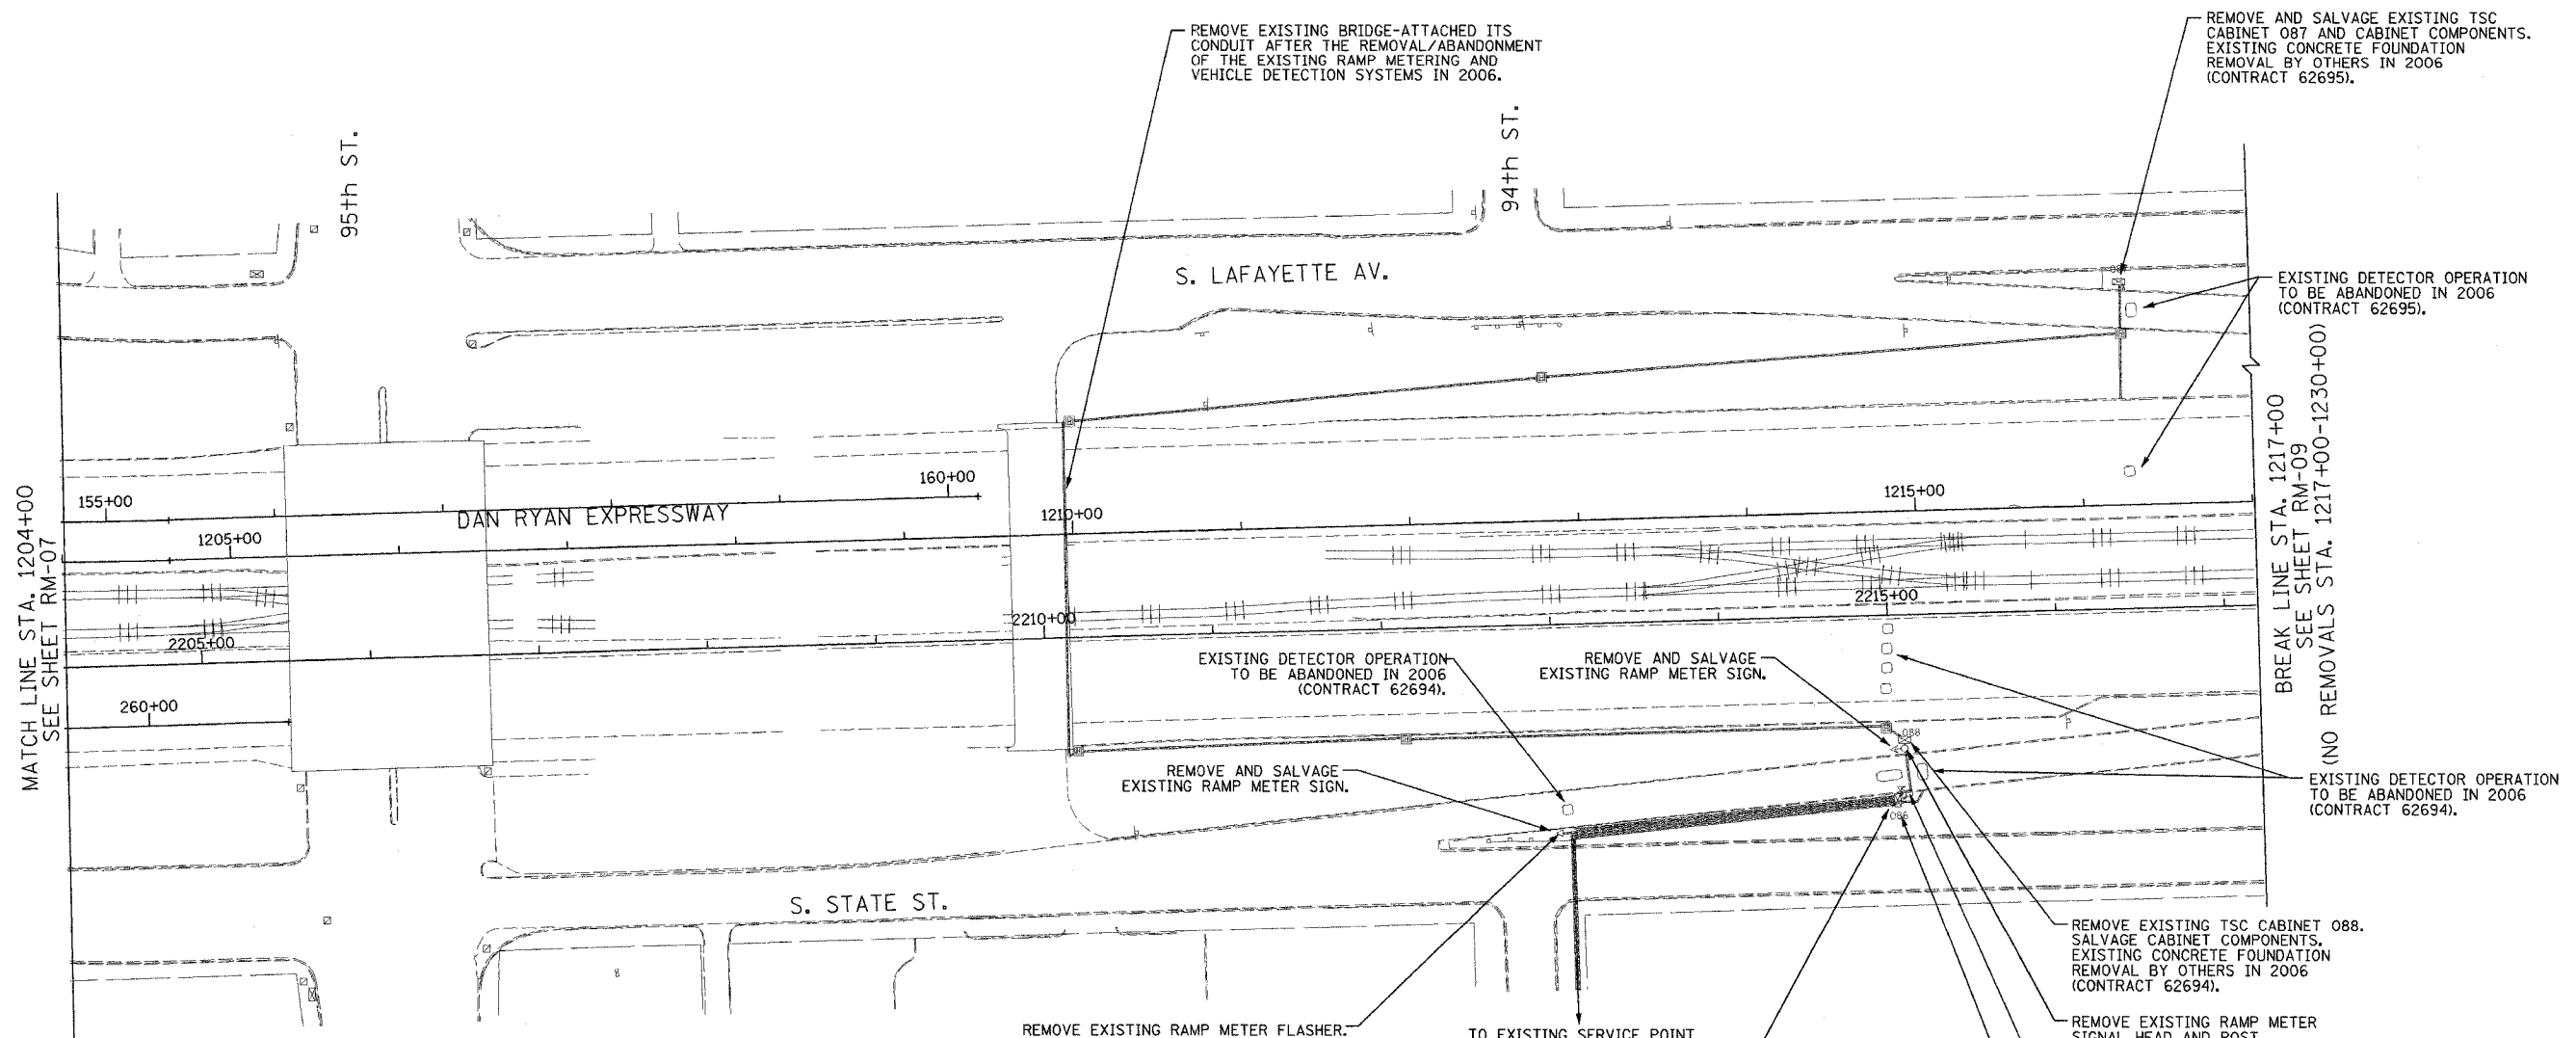 REMOVE EXISTING BRIDGE-ATTACHED ITS
CONDUIT AFTER THE REMOVAL/ABANDONMENT
OF THE EXISTING RAMP METERING AND
VEHICLE DETECTION SYSTEMS IN 2006.
REMOVE AND SALVAGE EXISTING TSC
CABINET 087 AND CABINET COMPONENTS.
EXISTING CONCRETE FOUNDATION
REMOVAL BY OTHERS IN 2006
(CONTRACT 62695).
95th ST.
94th ST.
S. LAFAYETTE AV.
EXISTING DETECTOR OPERATION
TO BE ABANDONED IN 2006
(CONTRACT 62695).
MATCH LINE STA. 1204+00
SEE SHEET RM-07
155+00
160+00
DAN RYAN EXPRESSWAY
1205+00
1210+00
1215+00
2205+00
2210+00
2215+00
260+00
BREAK LINE STA. 1217+00
SEE SHEET RM-09
(NO REMOVALS STA. 1217+00-1230+00)
EXISTING DETECTOR OPERATION
TO BE ABANDONED IN 2006
(CONTRACT 62694).
REMOVE AND SALVAGE
EXISTING RAMP METER SIGN.
088
REMOVE AND SALVAGE
EXISTING RAMP METER SIGN.
EXISTING DETECTOR OPERATION
TO BE ABANDONED IN 2006
(CONTRACT 62694).
086
S. STATE ST.
REMOVE EXISTING TSC CABINET 088.
SALVAGE CABINET COMPONENTS.
EXISTING CONCRETE FOUNDATION
REMOVAL BY OTHERS IN 2006
(CONTRACT 62694).
REMOVE EXISTING RAMP METER FLASHER.
TO EXISTING SERVICE POINT
REMOVE EXISTING RAMP METER
SIGNAL HEAD AND POST